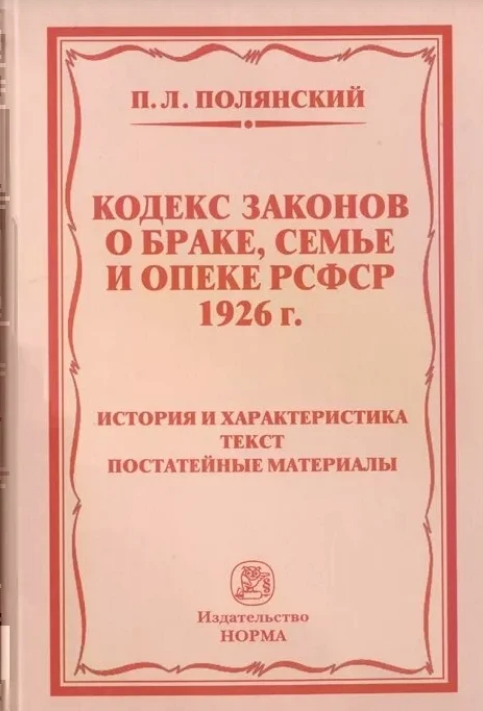 П. Л. ПОЛЯНСКИЙ
КОДЕКС ЗАКОНОВ
О БРАКЕ, СЕМЬЕ
И ОПЕКЕ РСФСР
1926 г.
ИСТОРИЯ И ХАРАКТЕРИСТИКА
ТЕКСТ
ПОСТАТЕЙНЫЕ МАТЕРИАЛЫ
Издательство
НОРМА